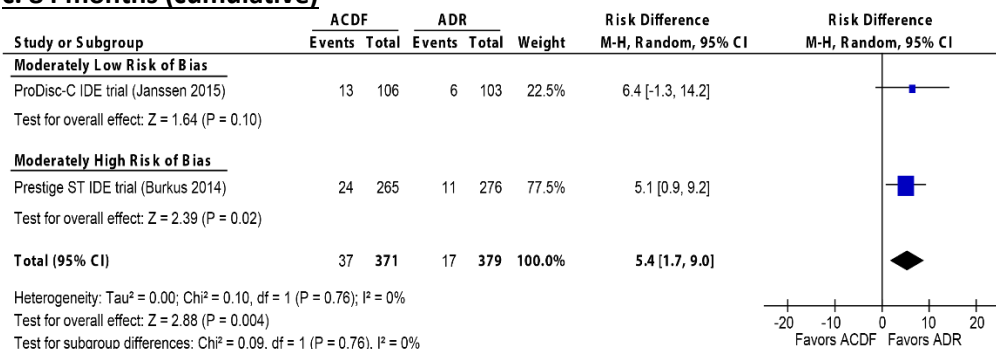 c. 84 months (cumulative)
ACDF ADR Risk Difference Risk Difference
Study or Subgroup Events Total Events Total Weight M-H, Random, 95% CI M-H, Random, 95% CI
Moderately Low Risk of Bias
ProDisc-C IDE trial (Janssen 2015) 13 106 6 103 22.5% 6.4 [-1.3, 14.2]
Test for overall effect: Z = 1.64 (P = 0.10)
Moderately High Risk of Bias
Prestige ST IDE trial (Burkus 2014) 24 265 11 276 77.5% 5.1 [0.9, 9.2]
Test for overall effect: Z = 2.39 (P = 0.02)
Total (95% CI) 37 371 17 379 100.0% 5.4 [1.7, 9.0]
Heterogeneity: Tau² = 0.00; Chi² = 0.10, df = 1 (P = 0.76); I² = 0%
Test for overall effect: Z = 2.88 (P = 0.004)
Test for subgroup differences: Chi² = 0.09, df = 1 (P = 0.76), I² = 0%
-20 -10 0 10 20
Favors ACDF Favors ADR